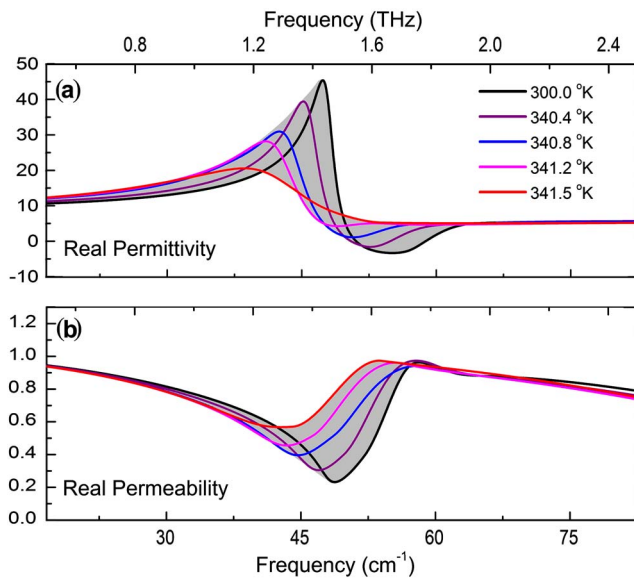 Frequency (THz)
0.8 1.2 1.6 2.0 2.4
50
40
30
20
10
0
-10
(a)
300.0 °K
340.4 °K
340.8 °K
341.2 °K
341.5 °K
Real Permittivity
1.2
1.0
0.8
0.6
0.4
0.2
0.0
(b)
Real Permeability
30 45 60 75
Frequency (cm⁻¹)